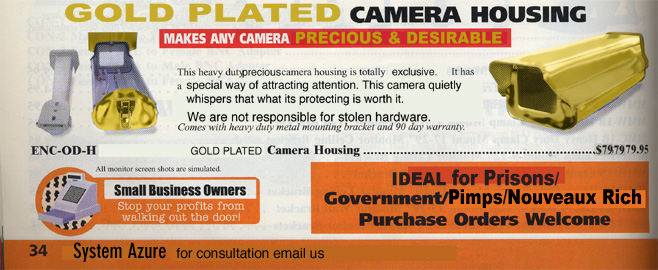 GOLD PLATED CAMERA HOUSING
MAKES ANY CAMERA PRECIOUS & DESIRABLE
This heavy dutypreciouscamera housing is totally exclusive. It has
a special way of attracting attention. This camera quietly
whispers that what its protecting is worth it.
We are not responsible for stolen hardware.
Comes with heavy duty metal mounting bracket and 90 day warranty.
ENC-OD-H GOLD PLATED Camera Housing ..........................................................$797979.95
All monitor screen shots are simulated.
Small Business Owners
Stop your profits from
walking out the door!
IDEAL for Prisons/
Government/Pimps/Nouveaux Rich
Purchase Orders Welcome
34 System Azure for consultation email us